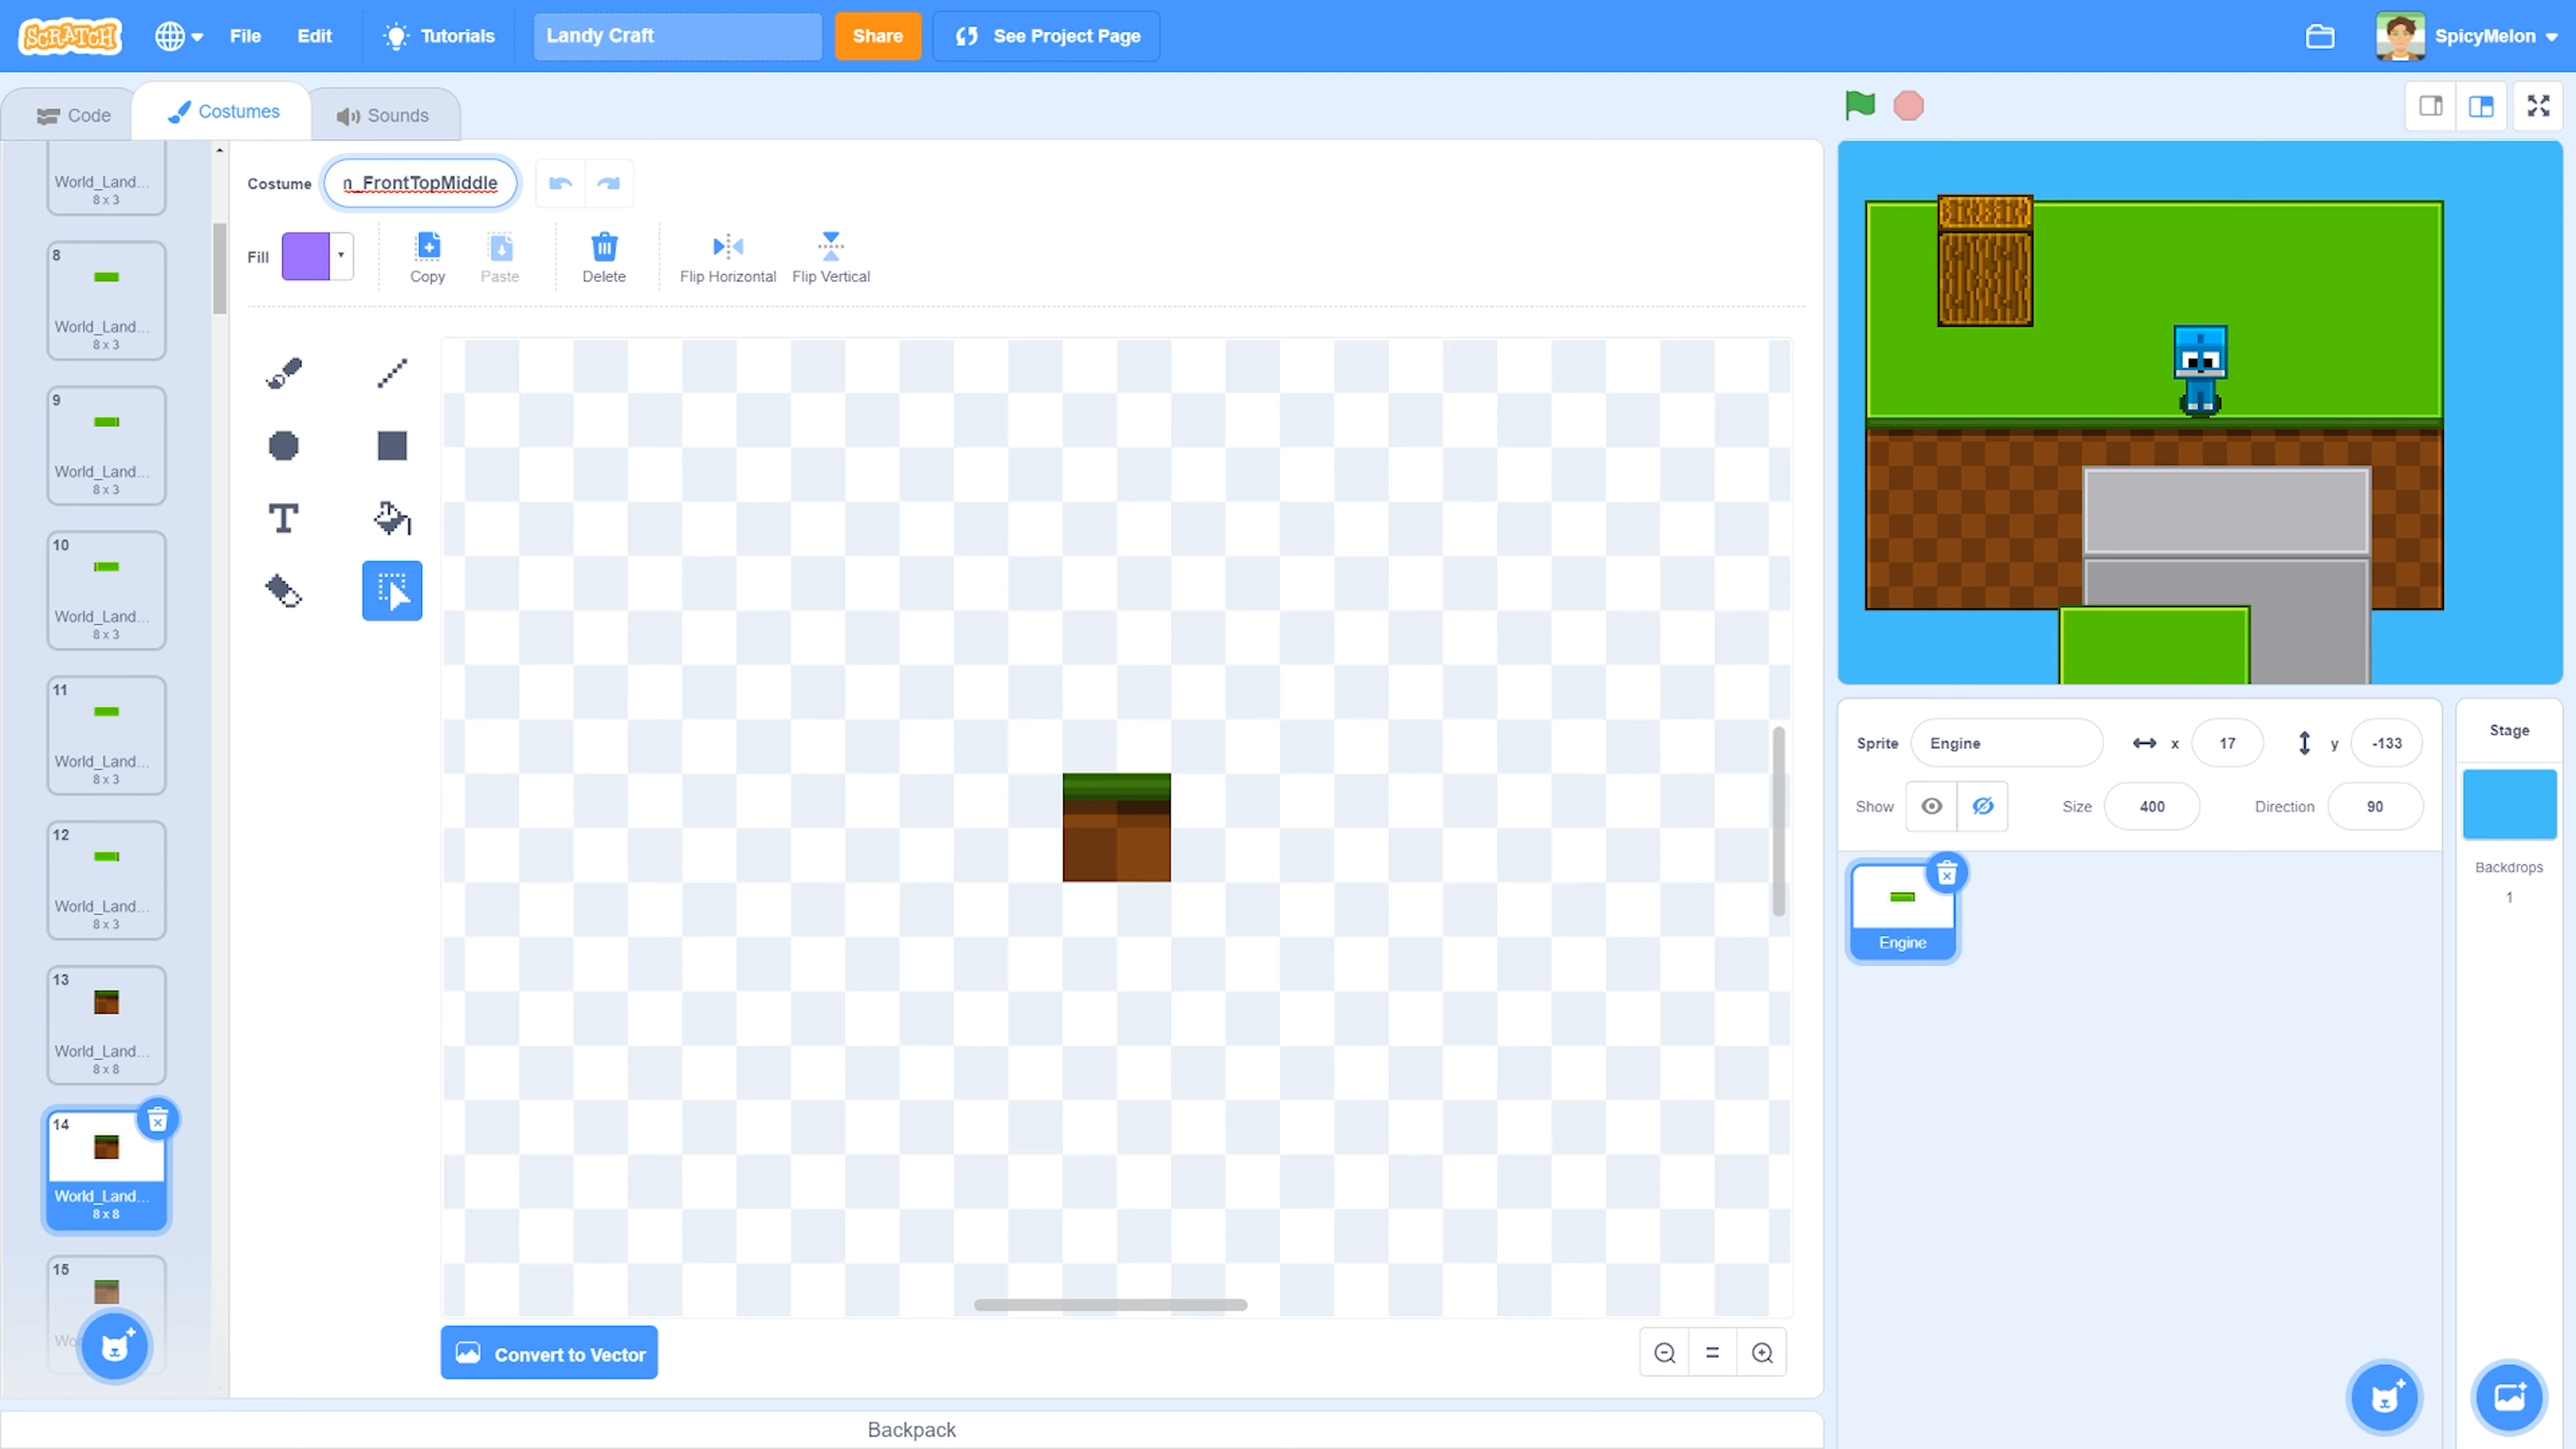 SCRATCH File Edit Tutorials Landy Craft Share See Project Page SpicyMelon
Code Costumes Sounds
World_Land...
8 x 3
8
World_Land...
8 x 3
9
World_Land...
8 x 3
10
World_Land...
8 x 3
11
World_Land...
8 x 3
12
World_Land...
8 x 3
13
World_Land...
8 x 8
14
World_Land...
8 x 8
15
Wor
Costume n_FrontTopMiddle
Fill Copy Paste Delete Flip Horizontal Flip Vertical
Convert to Vector
Backpack
Sprite Engine x 17 y -133
Show Size 400 Direction 90
Engine
Stage
Backdrops
1